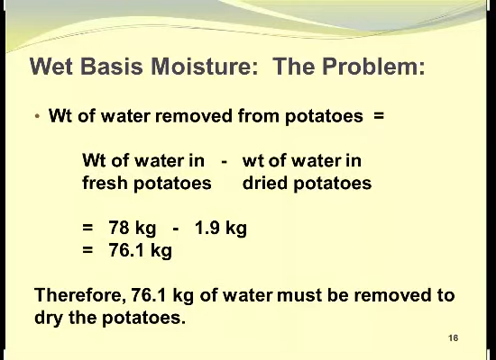 Wet Basis Moisture: The Problem:
• Wt of water removed from potatoes =
Wt of water in - wt of water in
fresh potatoes dried potatoes
= 78 kg - 1.9 kg
= 76.1 kg
Therefore, 76.1 kg of water must be removed to
dry the potatoes.
18